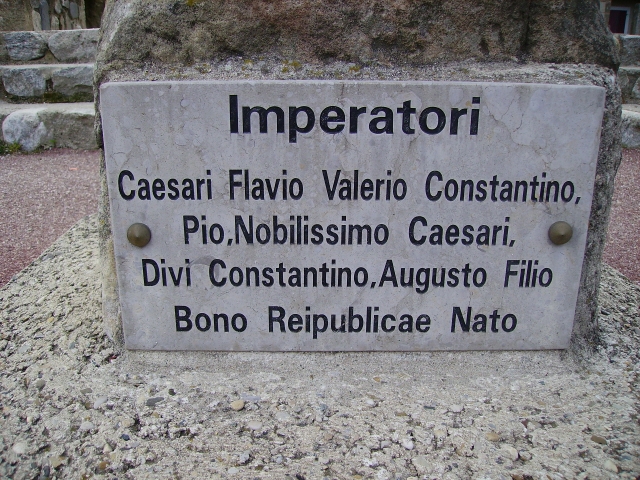 Imperatori
Caesari Flavio Valerio Constantino,
Pio,Nobilissimo Caesari,
Divi Constantino,Augusto Filio
Bono Reipublicae Nato